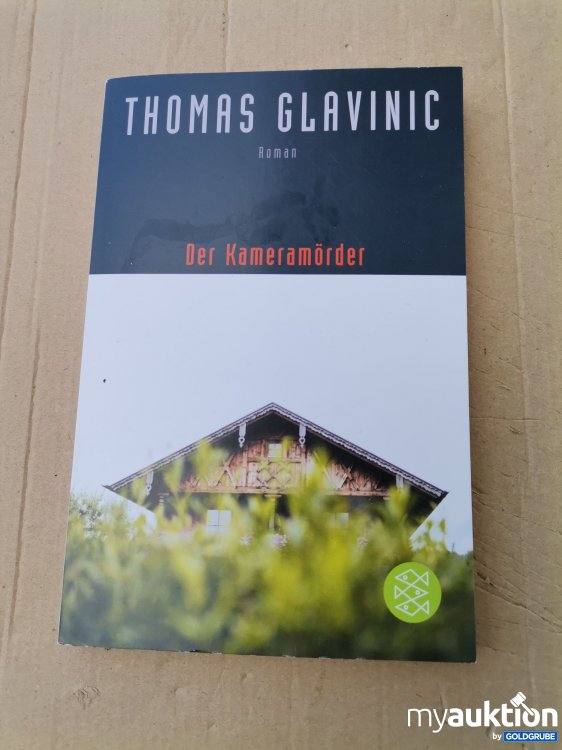 THOMAS GLAVINIC
Roman
Der Kameramörder
myauktion
by GOLDGRUBE